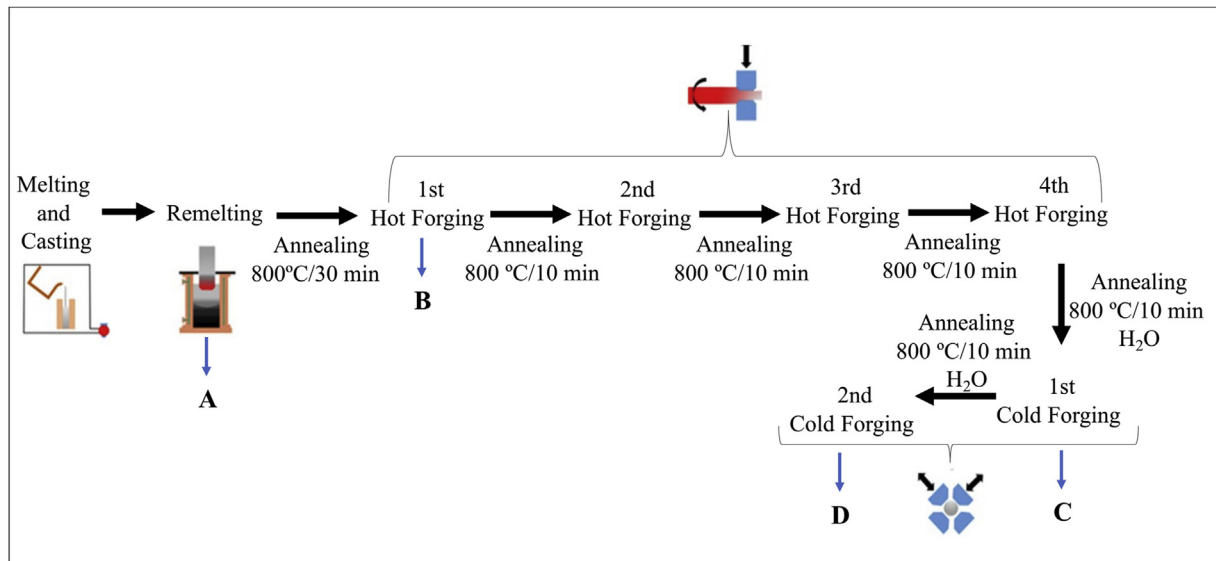 Melting
and
Casting
Remelting
Annealing
800ºC/30 min
1st
Hot Forging
Annealing
800 ºC/10 min
2nd
Hot Forging
Annealing
800 ºC/10 min
3rd
Hot Forging
Annealing
800 ºC/10 min
4th
Hot Forging
Annealing
800 ºC/10 min
H₂O
1st
Cold Forging
Annealing
800 ºC/10 min
H₂O
2nd
Cold Forging
A
B
C
D